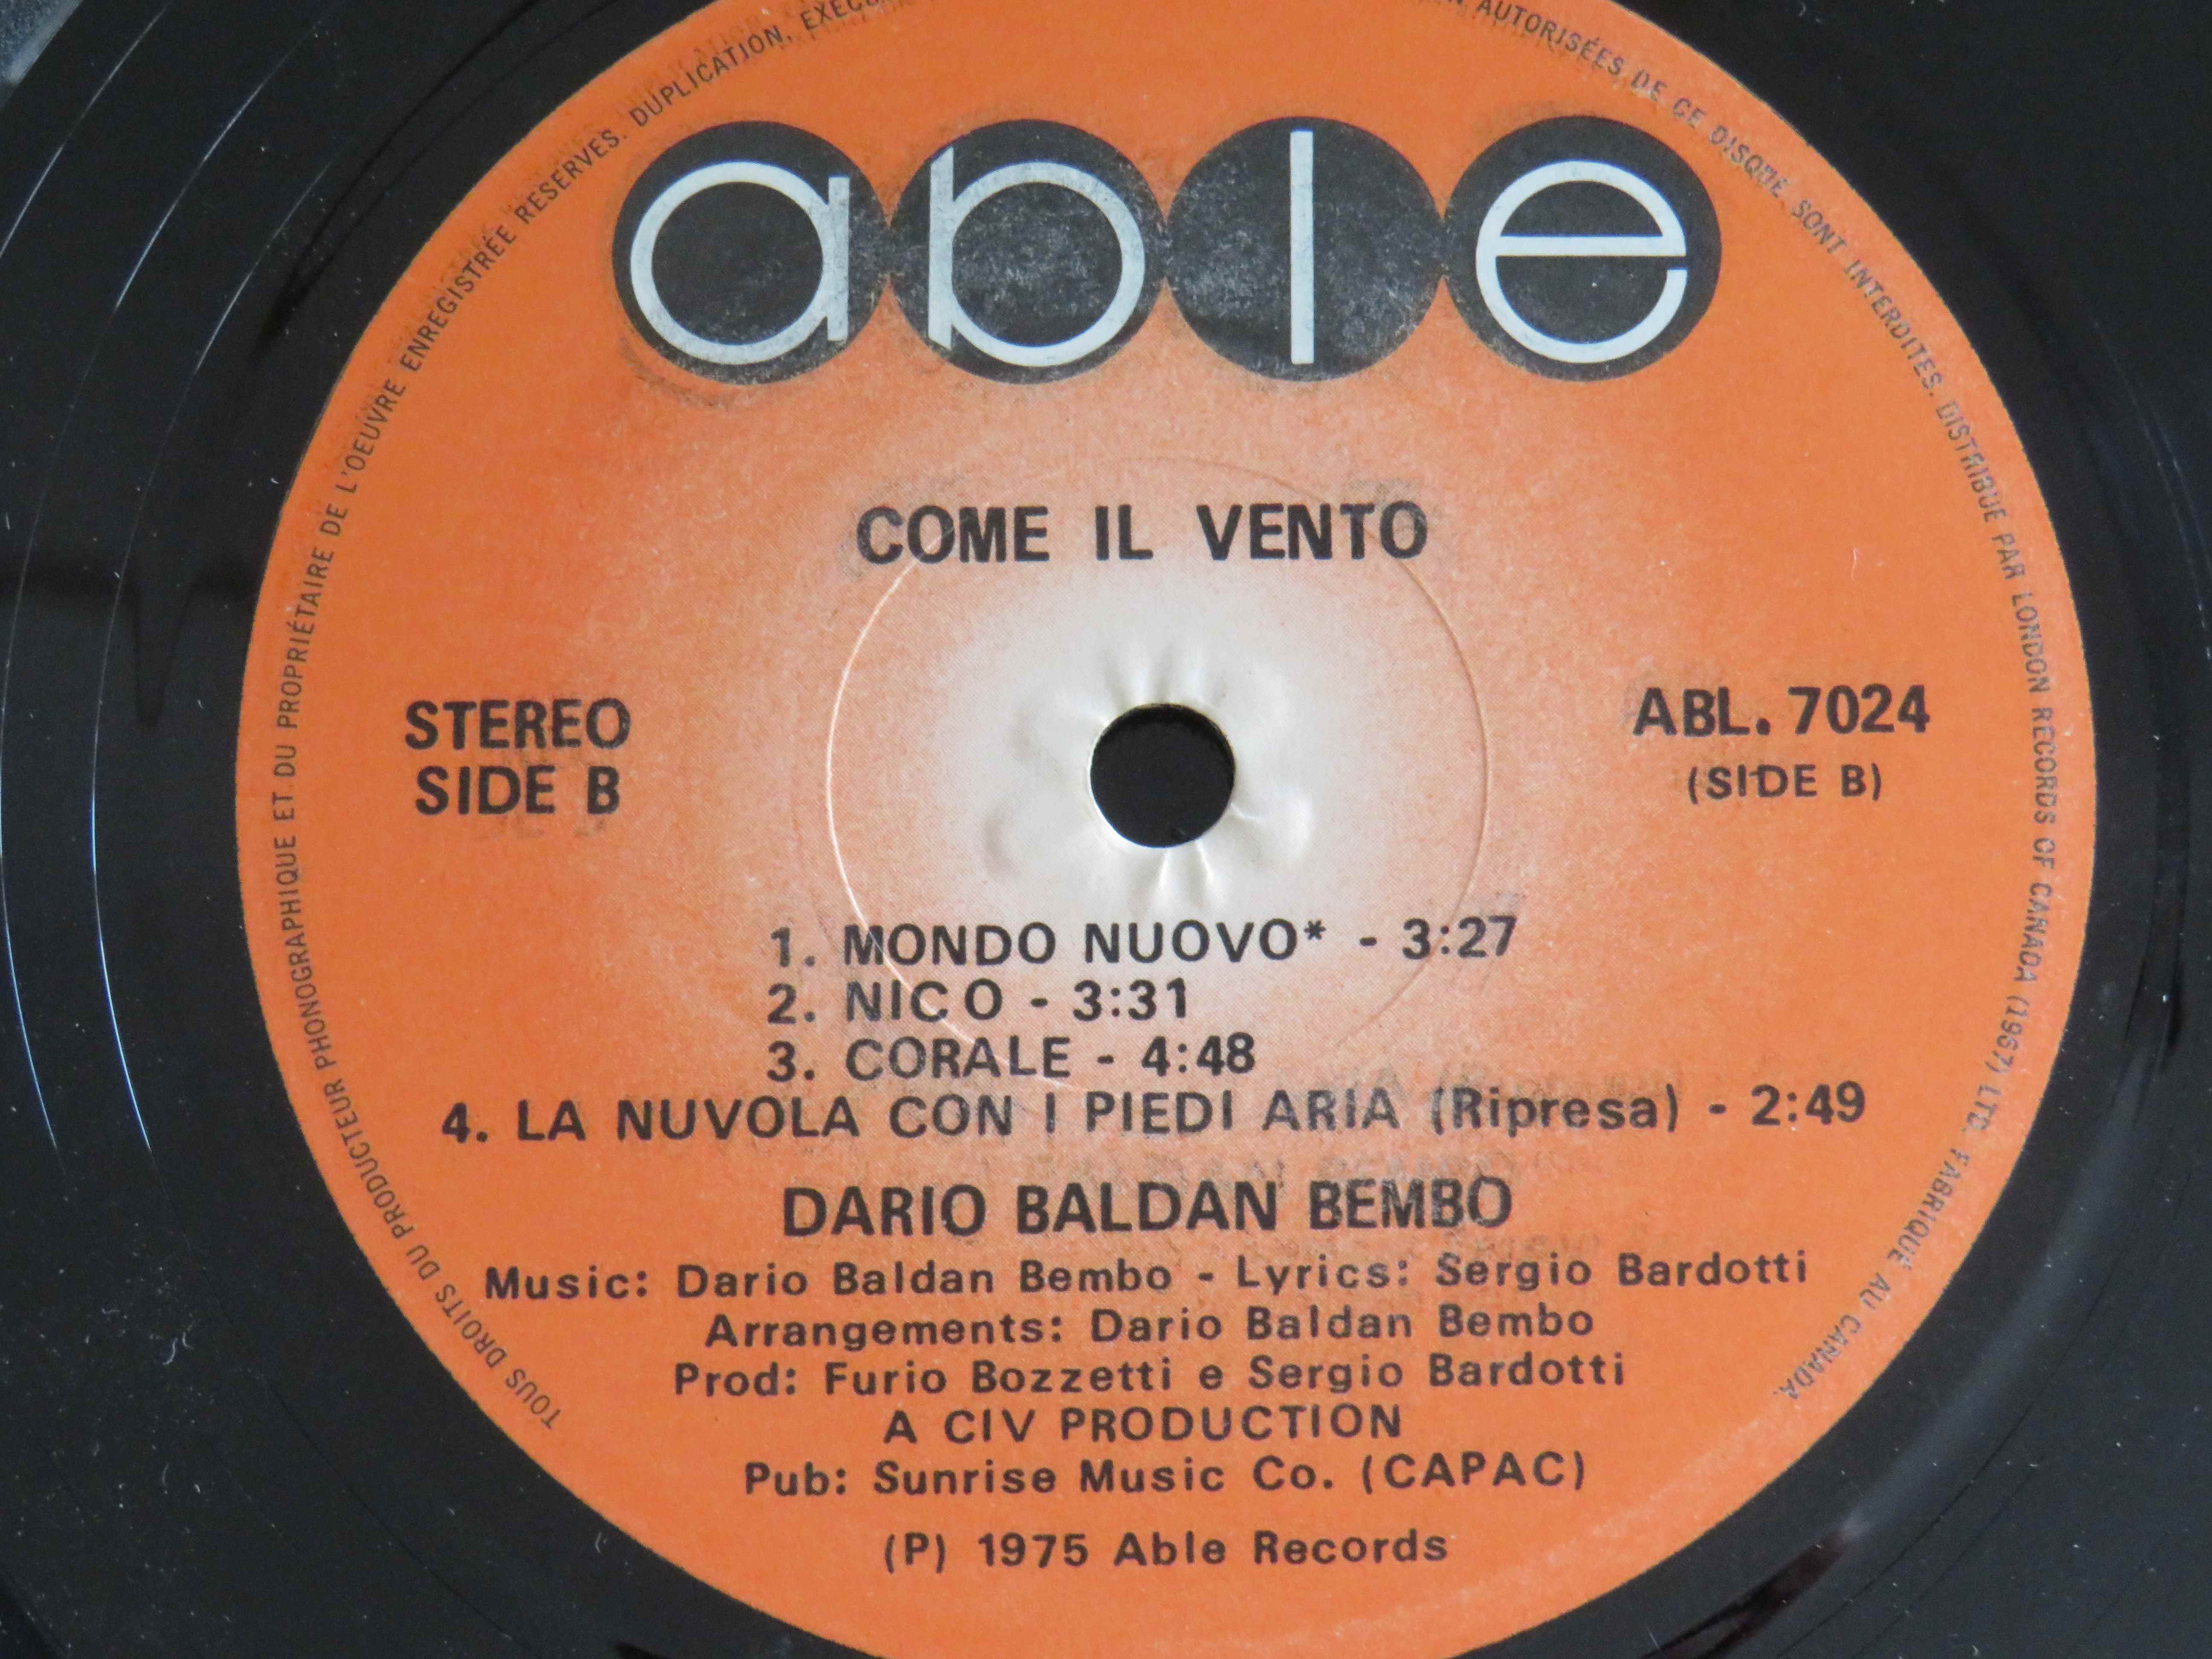 TOUS DROITS DU PRODUCTEUR PHONOGRAPHIQUE ET DU PROPRIÉTAIRE DE L'OEUVRE ENREGISTRÉE RESERVES. DUPLICATION,
AUTORISÉES DE CE DISQUE SONT INTERDITES. DISTRIBUE PAR LONDON RECORDS OF CANADA (1967) LTD. FABRIQUÉ AU CANADA.
able
COME IL VENTO
STEREO
SIDE B
ABL. 7024
(SIDE B)
1. MONDO NUOVO* - 3:27
2. NICO - 3:31
3. CORALE - 4:48
4. LA NUVOLA CON I PIEDI ARIA (Ripresa) - 2:49
DARIO BALDAN BEMBO
Music: Dario Baldan Bembo - Lyrics: Sergio Bardotti
Arrangements: Dario Baldan Bembo
Prod: Furio Bozzetti e Sergio Bardotti
A CIV PRODUCTION
Pub: Sunrise Music Co. (CAPAC)
(P) 1975 Able Records